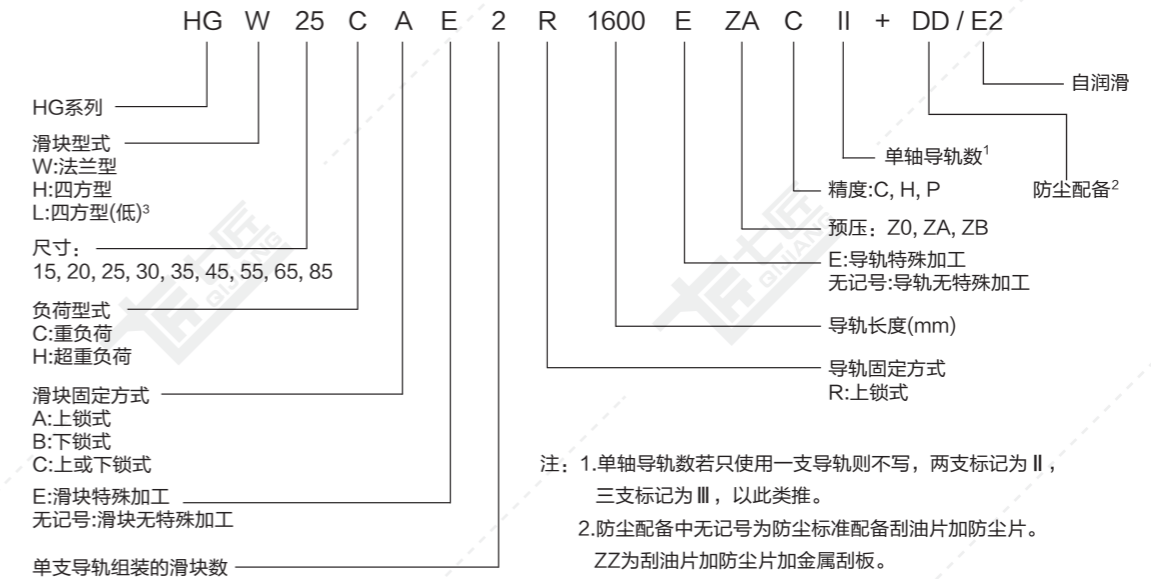 HG W 25 C A E 2 R 1600 E ZA C II + DD / E2
HG系列
滑块型式
W:法兰型
H:四方型
L:四方型(低)³
尺寸：
15, 20, 25, 30, 35, 45, 55, 65, 85
负荷型式
C:重负荷
H:超重负荷
滑块固定方式
A:上锁式
B:下锁式
C:上或下锁式
E:滑块特殊加工
无记号:滑块无特殊加工
单支导轨组装的滑块数
自润滑
单轴导轨数¹
精度:C, H, P
防尘配备²
预压：Z0, ZA, ZB
E:导轨特殊加工
无记号:导轨无特殊加工
导轨长度(mm)
导轨固定方式
R:上锁式
注：1.单轴导轨数若只使用一支导轨则不写，两支标记为Ⅱ，
三支标记为Ⅲ，以此类推。
2.防尘配备中无记号为防尘标准配备刮油片加防尘片。
ZZ为刮油片加防尘片加金属刮板。
七匠
QIJIANG
七匠
QIJIANG